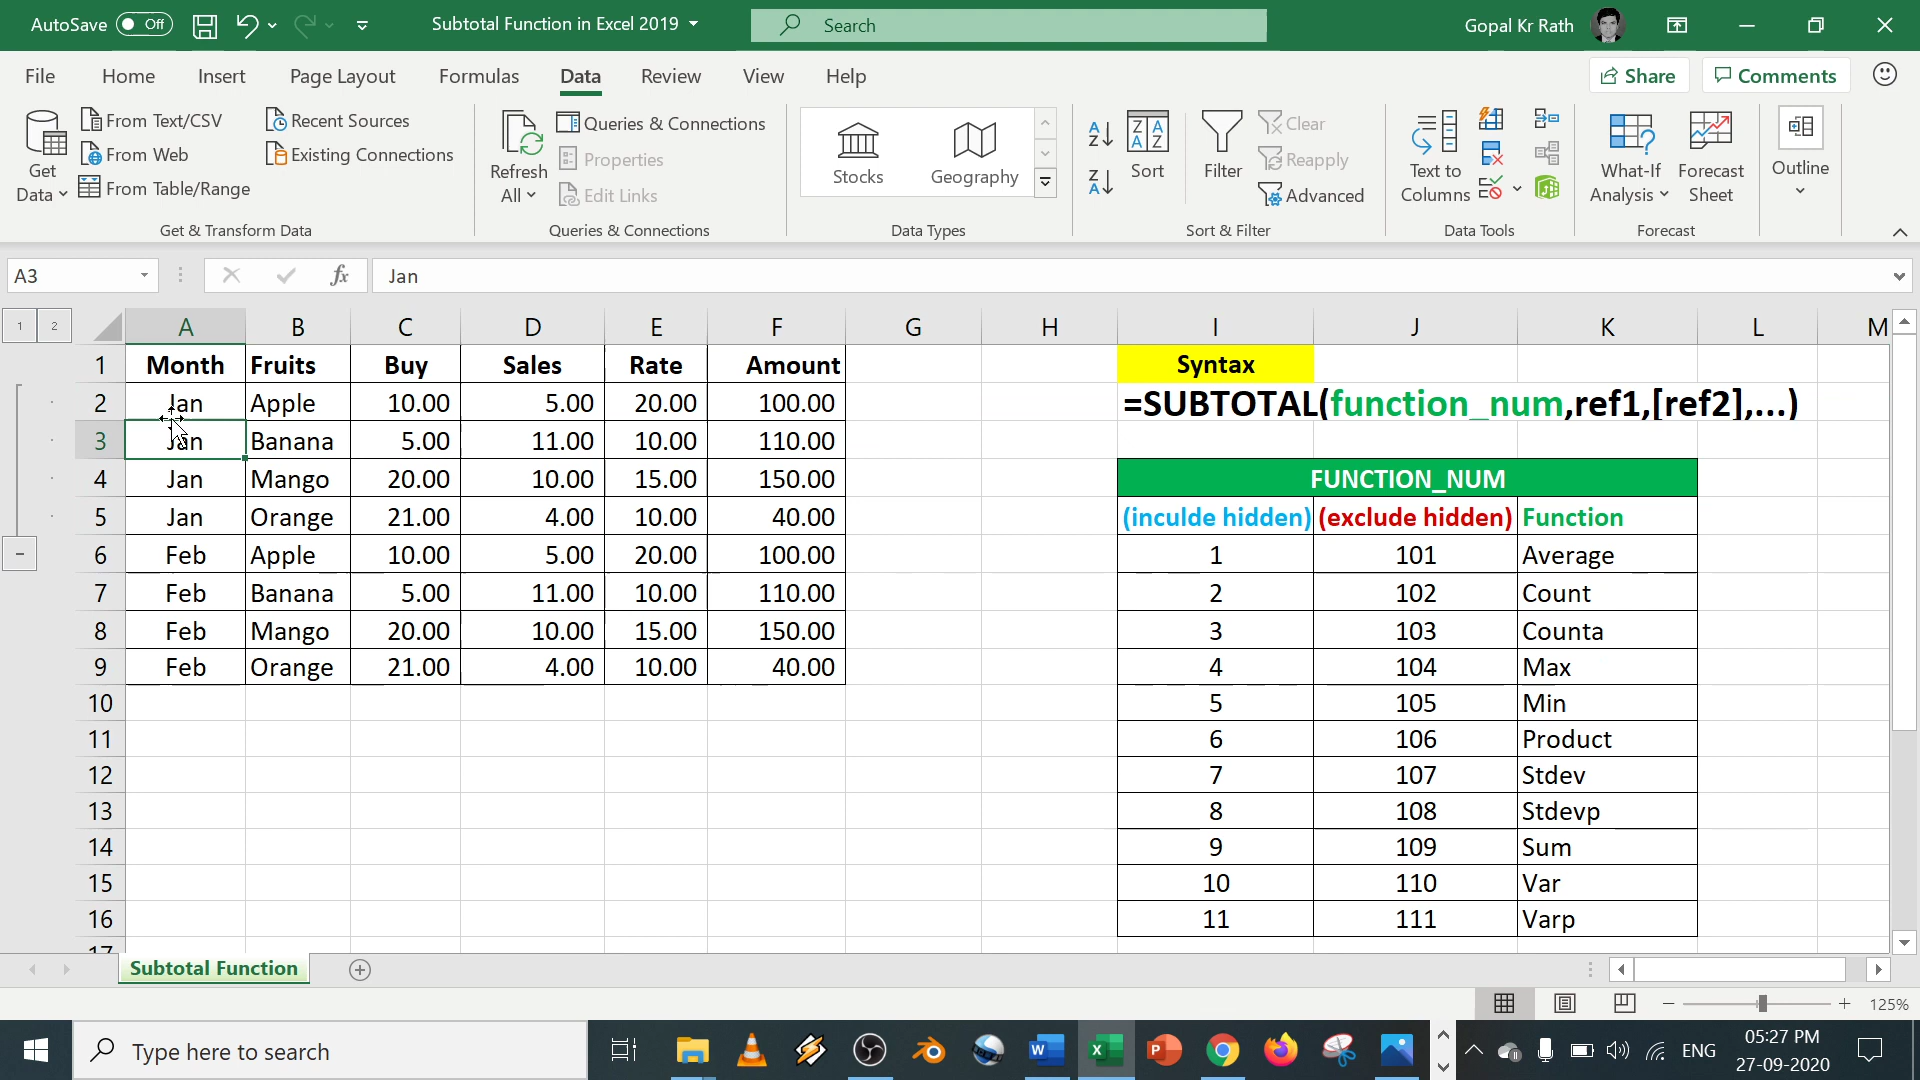 AutoSave Off Subtotal Function in Excel 2019 Search Gopal Kr Rath
File Home Insert Page Layout Formulas Data Review View Help Share Comments
Get Data
From Text/CSV
From Web
From Table/Range
Recent Sources
Existing Connections
Get & Transform Data
Refresh All
Queries & Connections
Properties
Edit Links
Queries & Connections
Stocks Geography
Data Types
Sort Filter
Clear
Reapply
Advanced
Sort & Filter
Text to Columns
Data Tools
What-If Analysis
Forecast Sheet
Forecast
Outline
A3 fx Jan
1 2 A B C D E F G H I J K L M
1 Month Fruits Buy Sales Rate Amount Syntax
2 Jan Apple 10.00 5.00 20.00 100.00 =SUBTOTAL(function_num,ref1,[ref2],...)
3 Jan Banana 5.00 11.00 10.00 110.00
4 Jan Mango 20.00 10.00 15.00 150.00 FUNCTION_NUM
5 Jan Orange 21.00 4.00 10.00 40.00 (inculde hidden) (exclude hidden) Function
6 Feb Apple 10.00 5.00 20.00 100.00 1 101 Average
7 Feb Banana 5.00 11.00 10.00 110.00 2 102 Count
8 Feb Mango 20.00 10.00 15.00 150.00 3 103 Counta
9 Feb Orange 21.00 4.00 10.00 40.00 4 104 Max
10 5 105 Min
11 6 106 Product
12 7 107 Stdev
13 8 108 Stdevp
14 9 109 Sum
15 10 110 Var
16 11 111 Varp
17
Subtotal Function
125%
Type here to search ENG 05:27 PM
27-09-2020